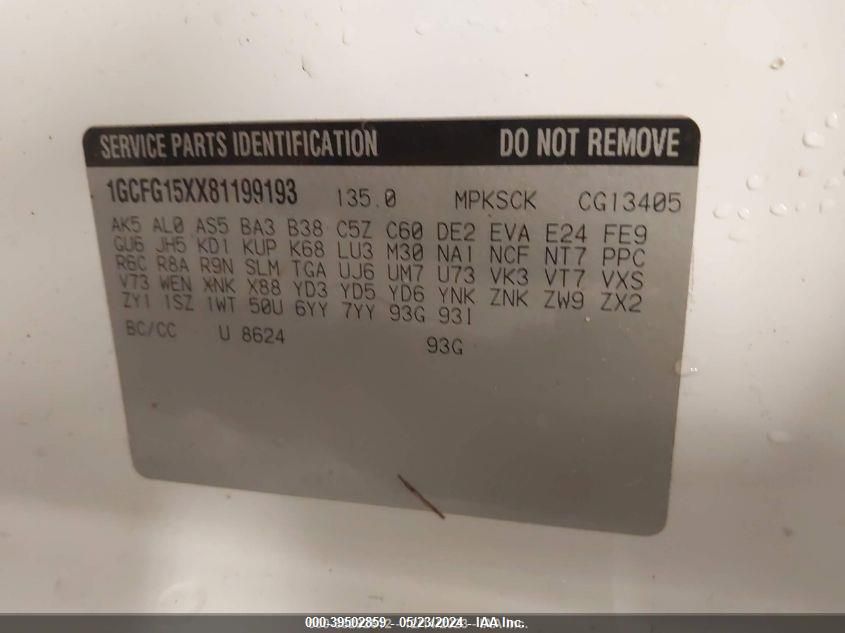 SERVICE PARTS IDENTIFICATION DO NOT REMOVE
1GCFG15XX81199193 135.0 MPKSCK CG13405
AK5 AL0 AS5 BA3 B38 C5Z C60 DE2 EVA E24 FE9
GU6 JH5 KD1 KUP K68 LU3 M30 NA1 NCF NT7 PPC
R6C R8A R9N SLM TGA UJ6 UM7 U73 VK3 VT7 VXS
V73 WEN XNK X88 YD3 YD5 YD6 YNK ZNK ZW9 ZX2
ZY1 1SZ 1WT 50U 6YY 7YY 93G 93I
BC/CC U 8624 93G
000-39502859 - 05/23/2024 - IAA Inc.